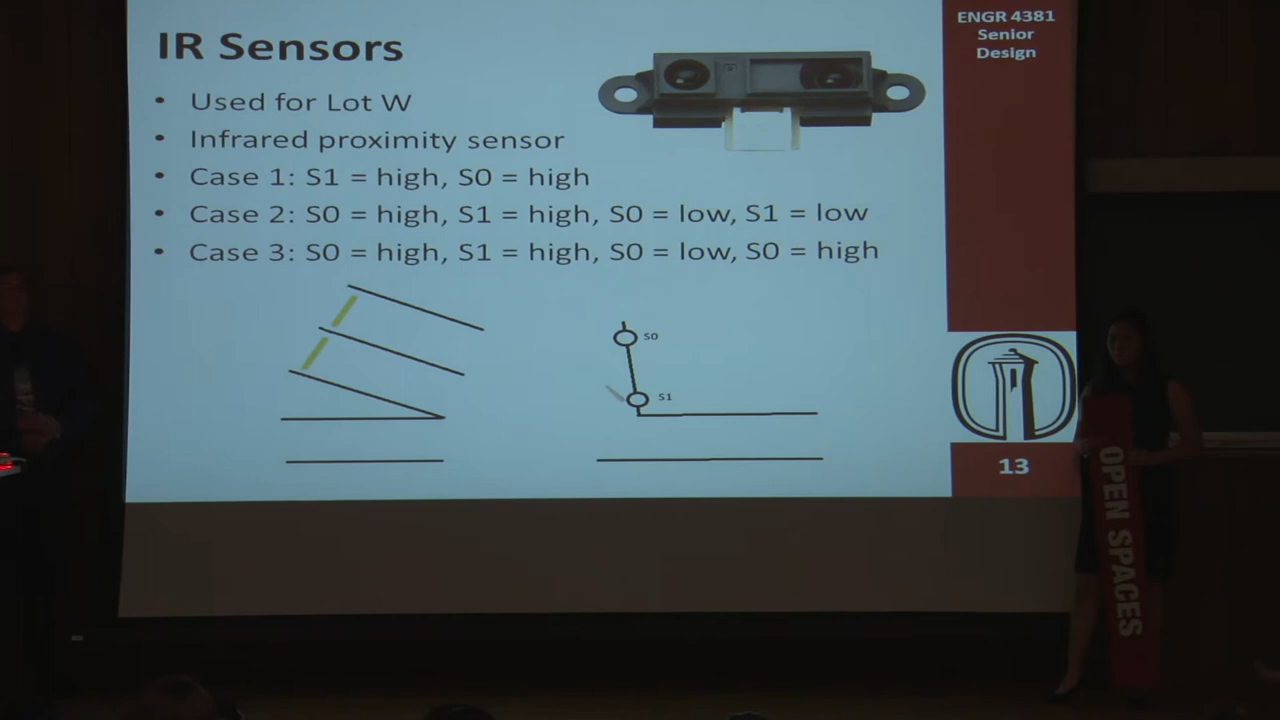 IR Sensors
• Used for Lot W
• Infrared proximity sensor
• Case 1: S1 = high, S0 = high
• Case 2: S0 = high, S1 = high, S0 = low, S1 = low
• Case 3: S0 = high, S1 = high, S0 = low, S0 = high
S0
S1
ENGR 4381
Senior
Design
13
OPEN SPACES